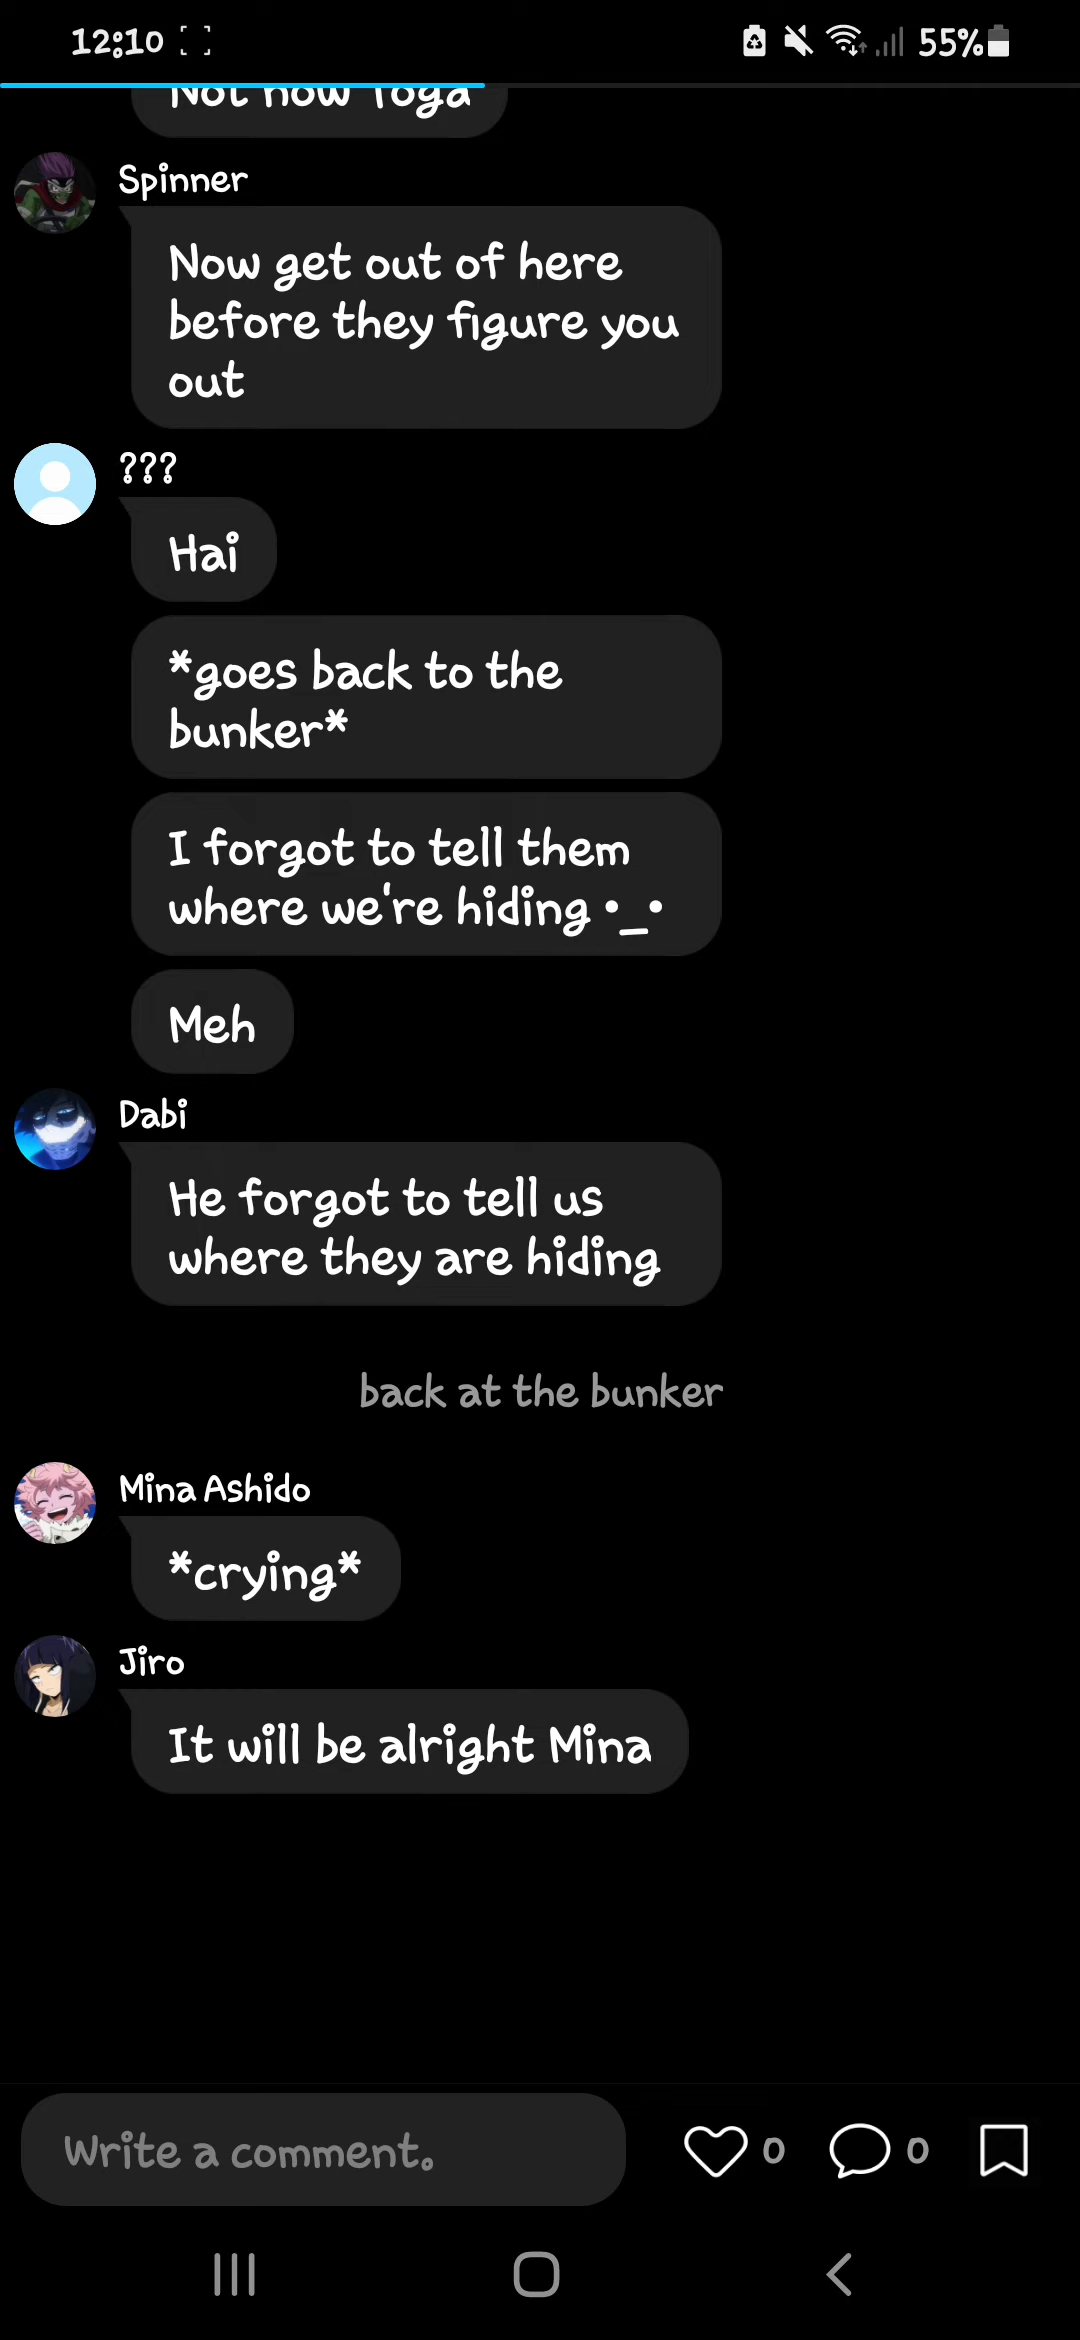 12:10
55%
Not now Toga
Spinner
Now get out of here
before they figure you
out
???
Hai
*goes back to the
bunker*
I forgot to tell them
where we're hiding •_•
Meh
Dabi
He forgot to tell us
where they are hiding
back at the bunker
Mina Ashido
*crying*
Jiro
It will be alright Mina
Write a comment.
0
0